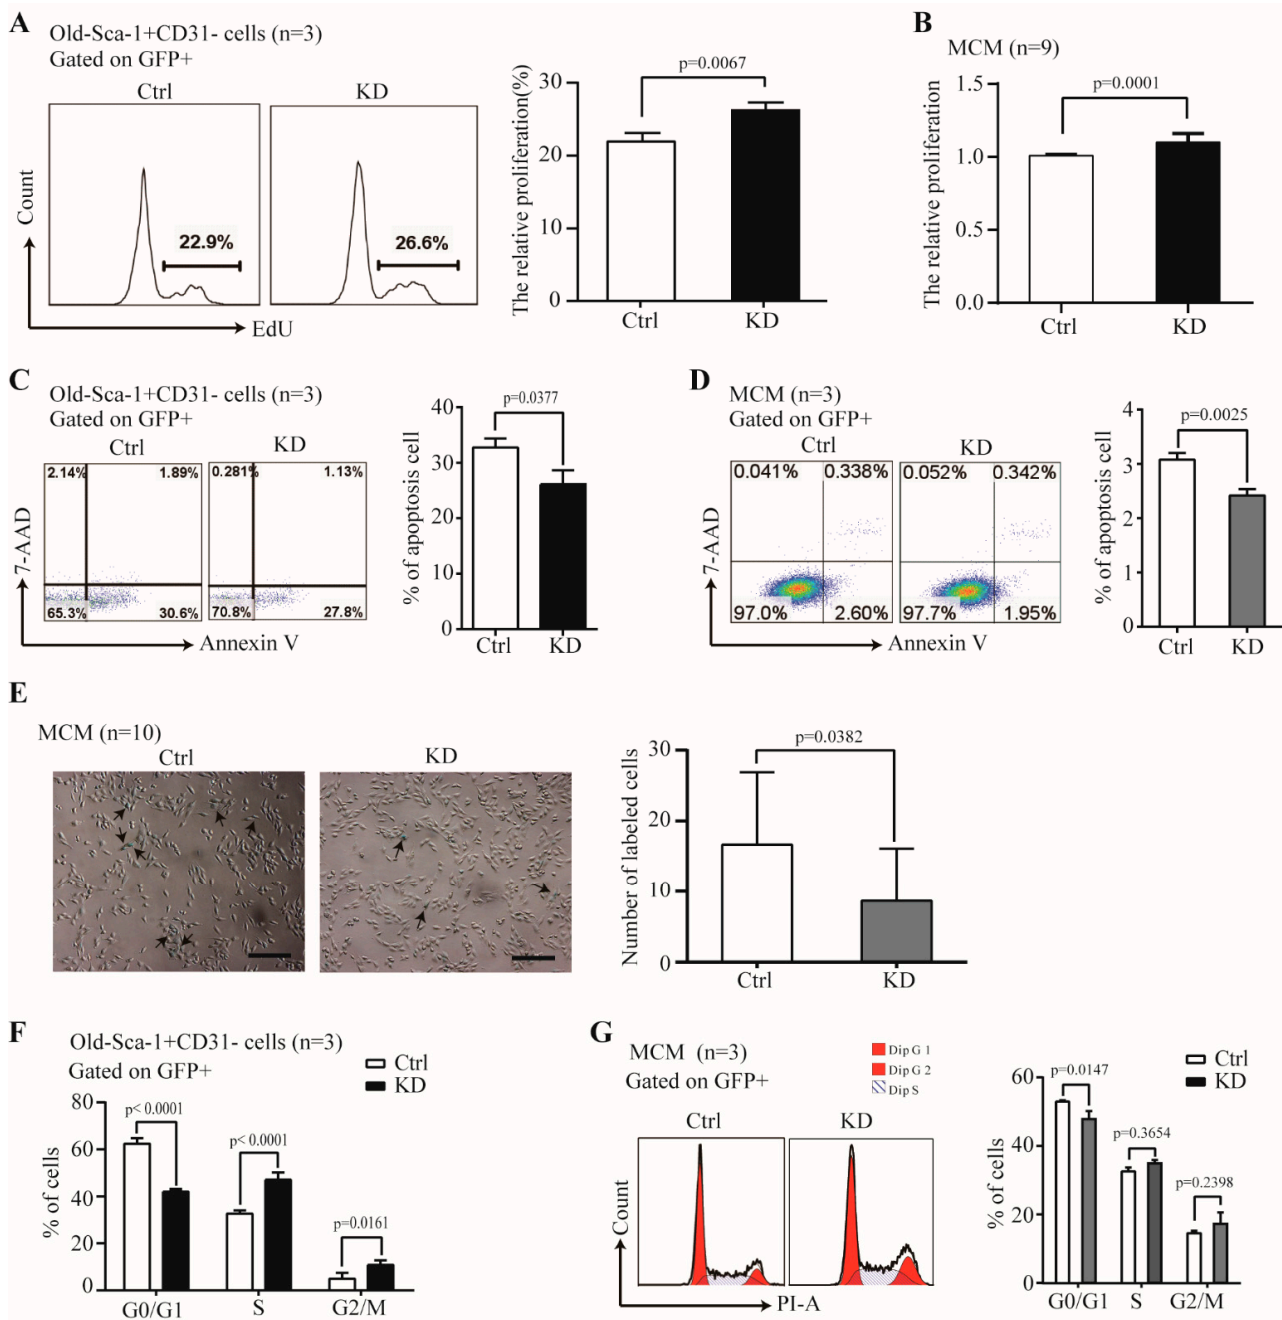 A
Old-Sca-1+CD31- cells (n=3)
Gated on GFP+
Ctrl
KD
Count
22.9%
26.6%
EdU
The relative proliferation(%)
30
20
10
0
p=0.0067
Ctrl
KD
B
MCM (n=9)
The relative proliferation
1.5
1.0
0.5
0.0
p=0.0001
Ctrl
KD
C
Old-Sca-1+CD31- cells (n=3)
Gated on GFP+
Ctrl
KD
7-AAD
2.14%
1.89%
65.3%
30.6%
0.281%
1.13%
70.8%
27.8%
Annexin V
% of apoptosis cell
40
30
20
10
0
p=0.0377
Ctrl
KD
D
MCM (n=3)
Gated on GFP+
Ctrl
KD
7-AAD
0.041%
0.338%
97.0%
2.60%
0.052%
0.342%
97.7%
1.95%
Annexin V
% of apoptosis cell
4
3
2
1
0
p=0.0025
Ctrl
KD
E
MCM (n=10)
Ctrl
KD
Number of labeled cells
30
20
10
0
p=0.0382
Ctrl
KD
F
Old-Sca-1+CD31- cells (n=3)
Gated on GFP+
Ctrl
KD
% of cells
80
60
40
20
0
p< 0.0001
p< 0.0001
p=0.0161
G0/G1
S
G2/M
G
MCM (n=3)
Gated on GFP+
Dip G 1
Dip G 2
Dip S
Ctrl
KD
Count
PI-A
Ctrl
KD
% of cells
60
40
20
0
p=0.0147
p=0.3654
p=0.2398
G0/G1
S
G2/M